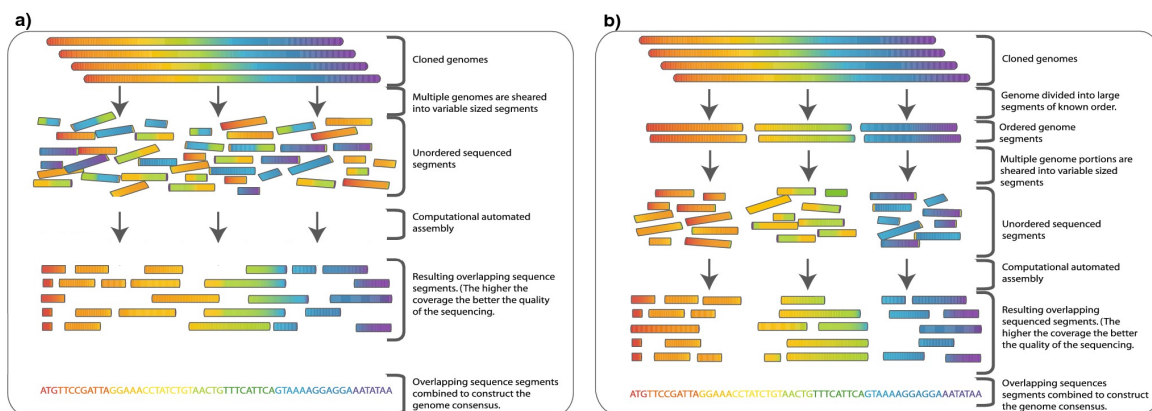 a)
Cloned genomes
Multiple genomes are sheared
into variable sized segments
Unordered sequenced
segments
Computational automated
assembly
Resulting overlapping sequence
segments. (The higher the
coverage the better the quality
of the sequencing.
ATGTTCCGATTAGGAAACCTATCTGTAACTGTTTCATTCAGTAAAAGGAGGAAATATAA
Overlapping sequence segments
combined to construct the
genome consensus.
b)
Cloned genomes
Genome divided into large
segments of known order.
Ordered genome
segments
Multiple genome portions are
sheared into variable sized
segments
Unordered sequenced
segments
Computational automated
assembly
Resulting overlapping
sequenced segments. (The
higher the coverage the better
the quality of the sequencing.
ATGTTCCGATTAGGAAACCTATCTGTAACTGTTTCATTCAGTAAAAGGAGGAAATATAA
Overlapping sequences
segments combined to construct
the genome consensus.